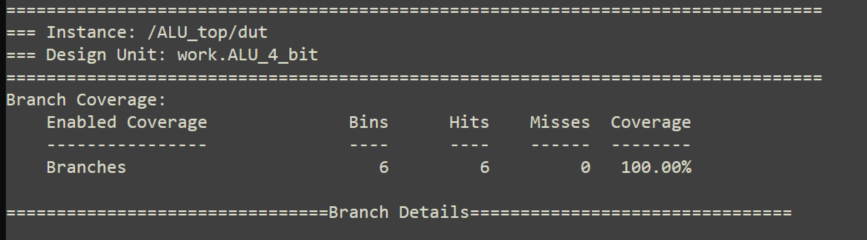 =================================================================================
=== Instance: /ALU_top/dut
=== Design Unit: work.ALU_4_bit
=================================================================================
Branch Coverage:
    Enabled Coverage              Bins      Hits    Misses  Coverage
    ----------------              ----      ----    ------  --------
    Branches                         6         6         0   100.00%

================================Branch Details================================